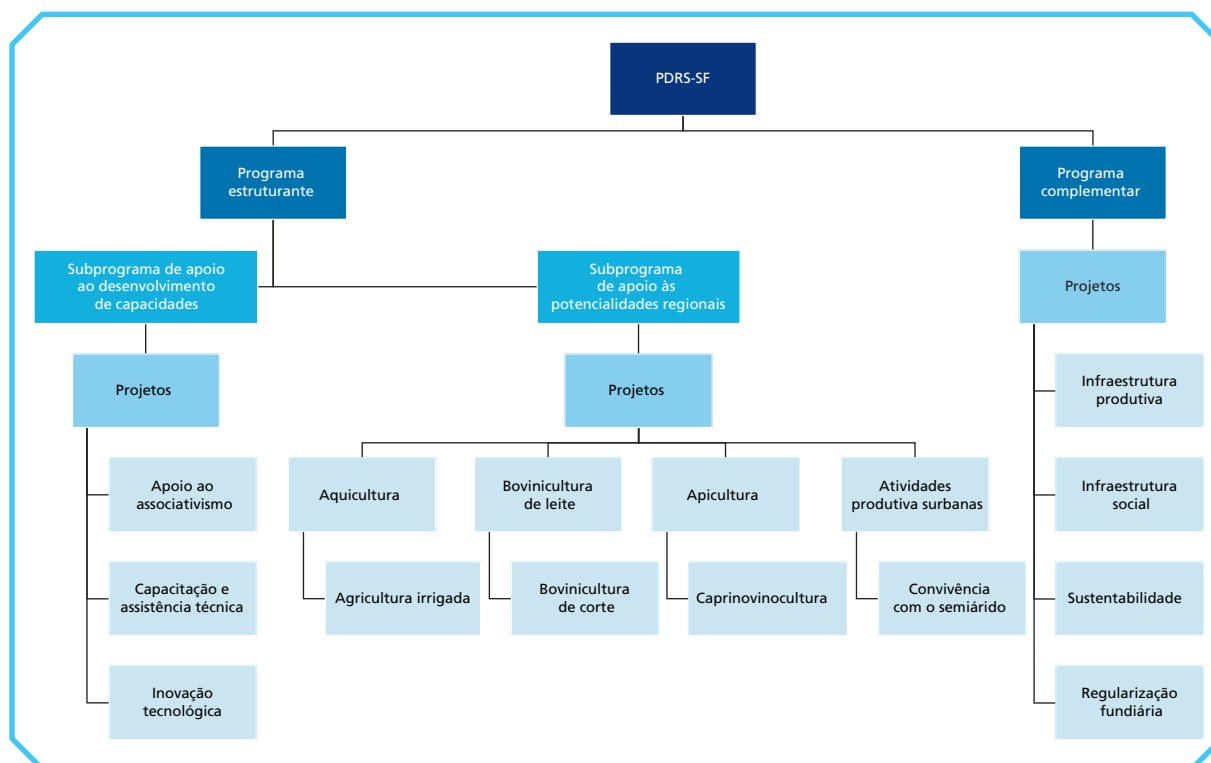 PDRS-SF
Programa
estruturante
Programa
complementar
Subprograma de apoio
ao desenvolvimento
de capacidades
Subprograma
de apoio às
potencialidades regionais
Projetos
Projetos
Projetos
Apoio ao
associativismo
Capacitação e
assistência técnica
Inovação
tecnológica
Aquicultura
Agricultura irrigada
Bovinicultura
de leite
Bovinicultura
de corte
Apicultura
Caprinovinocultura
Atividades
produtiva surbanas
Convivência
com o semiárido
Infraestrutura
produtiva
Infraestrutura
social
Sustentabilidade
Regularização
fundiária